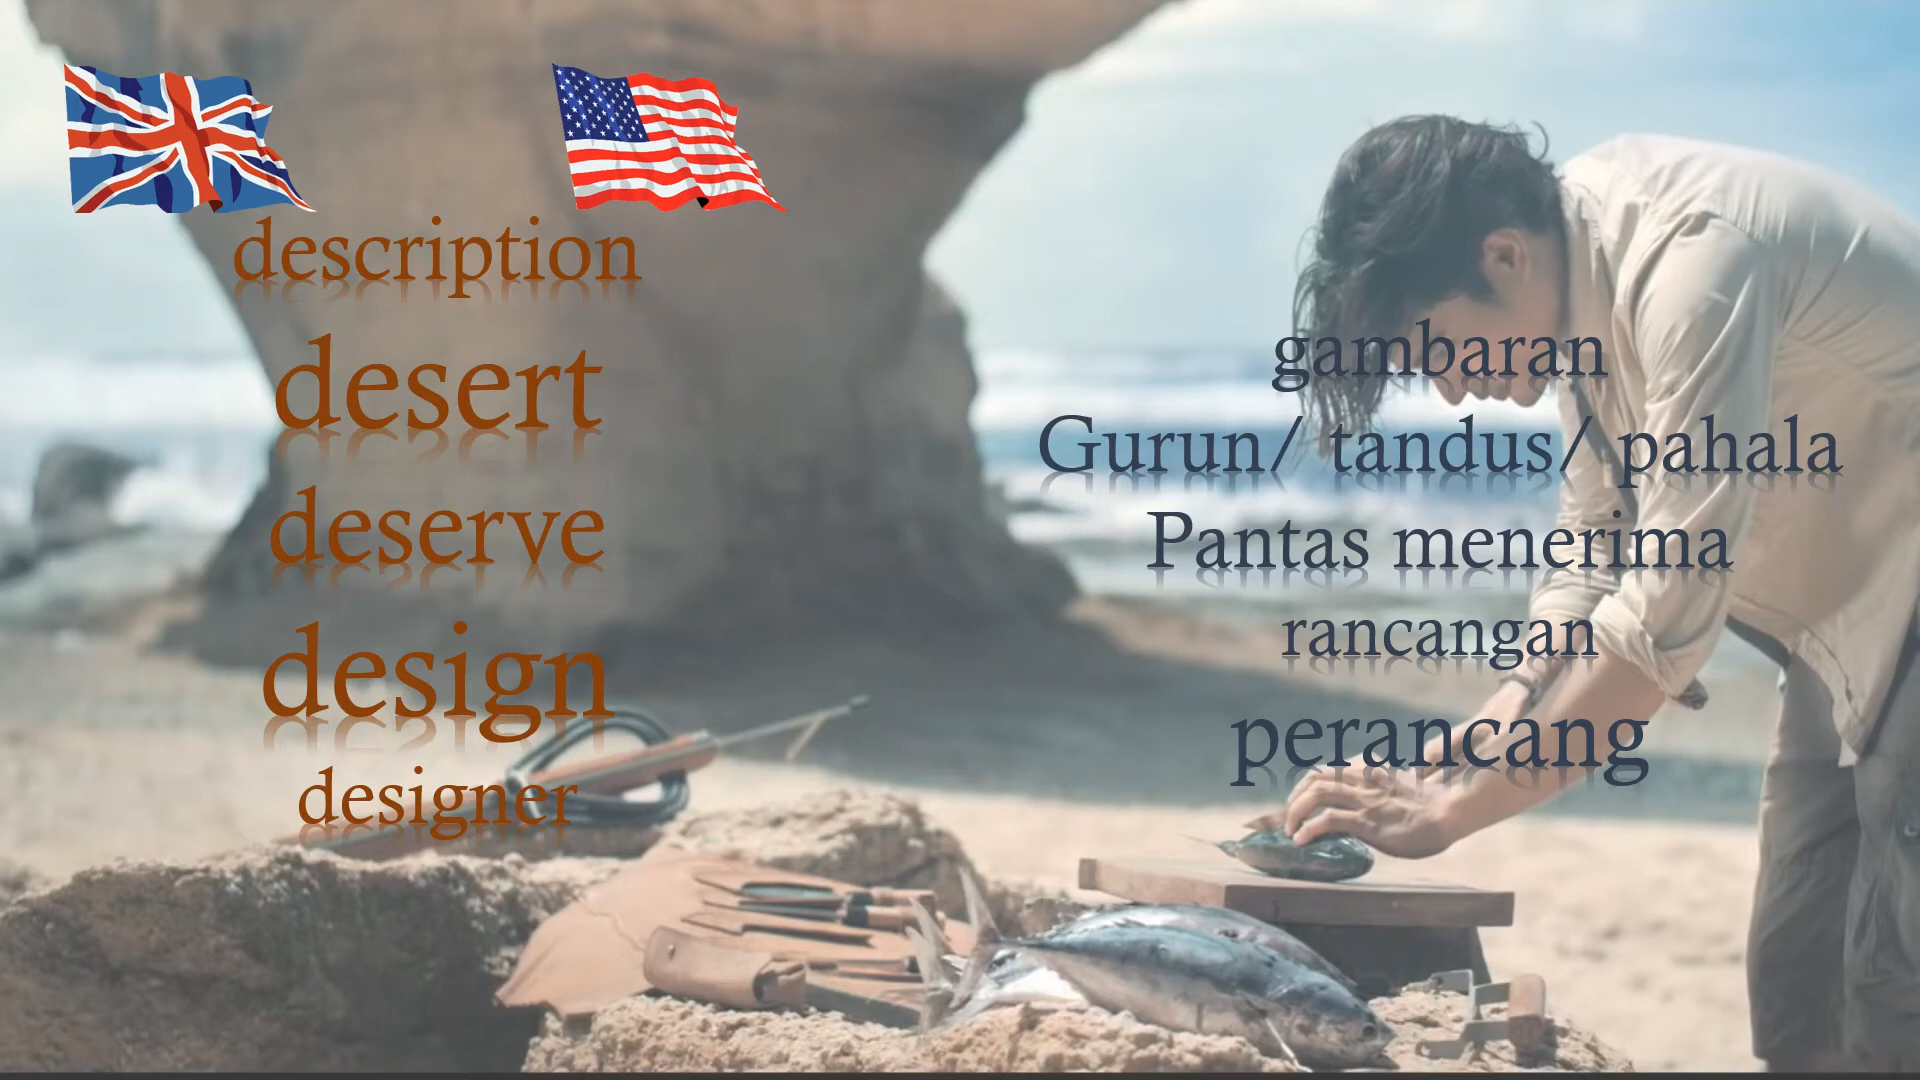 description
desert
deserve
design
designer
gambaran
Gurun/ tandus/ pahala
Pantas menerima
rancangan
perancang